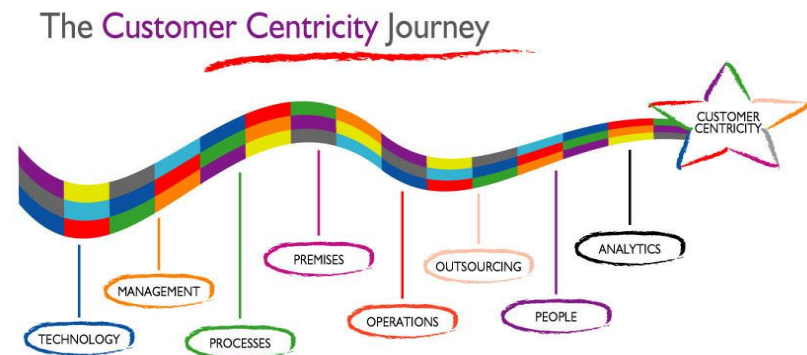 The Customer Centricity Journey
CUSTOMER
CENTRICITY
TECHNOLOGY
MANAGEMENT
PROCESSES
PREMISES
OPERATIONS
OUTSOURCING
PEOPLE
ANALYTICS